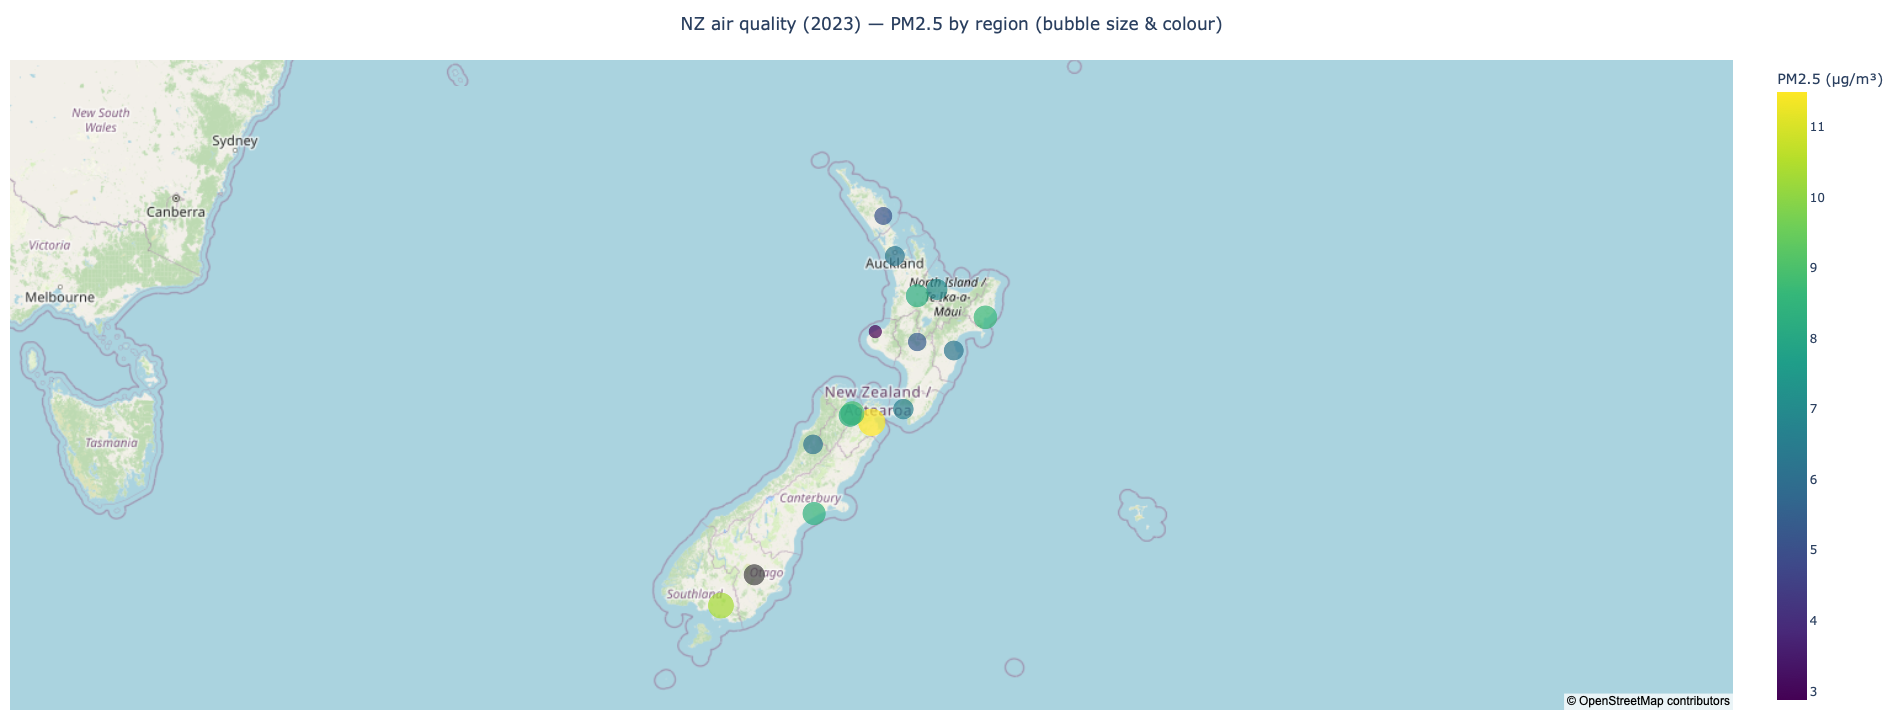 NZ air quality (2023) — PM2.5 by region (bubble size & colour)
PM2.5 (µg/m³)
11
10
9
8
7
6
5
4
3
New South
Wales
Sydney
Canberra
Victoria
Melbourne
Tasmania
Auckland
North Island /
Te Ika-a-
Māui
New Zealand /
Aotearoa
Canterbury
Otago
Southland
© OpenStreetMap contributors